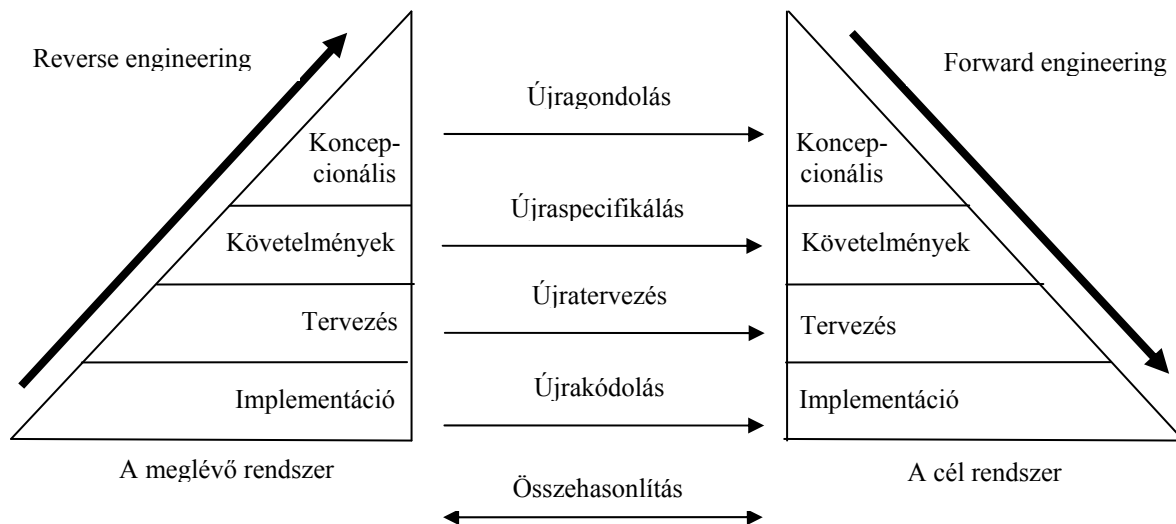 Reverse engineering
Forward engineering
Újragondolás
Koncep-
cionális
Koncep-
cionális
Újraspecifikálás
Követelmények
Követelmények
Újratervezés
Tervezés
Tervezés
Újrakódolás
Implementáció
Implementáció
A meglévő rendszer
A cél rendszer
Összehasonlítás